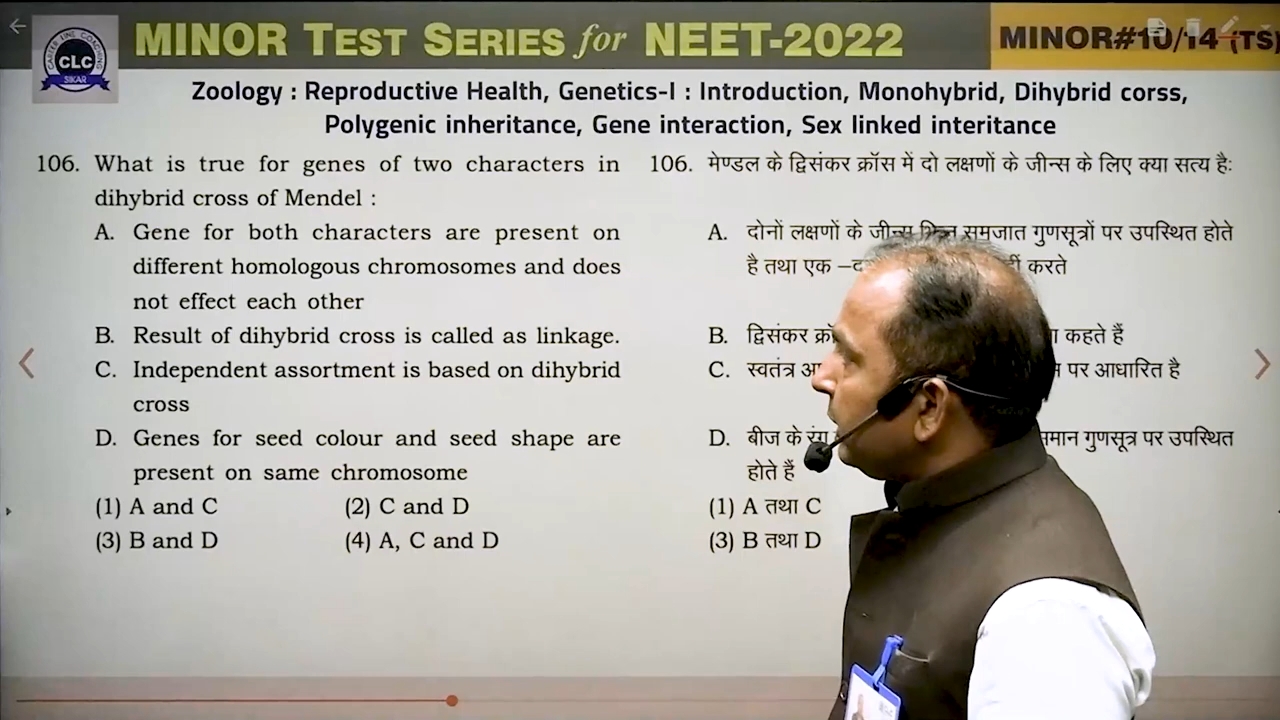 MINOR TEST SERIES for NEET-2022
MINOR#10/14 (TS)
CAREER LINE COACHING
CLC
SIKAR
Zoology : Reproductive Health, Genetics-I : Introduction, Monohybrid, Dihybrid corss,
Polygenic inheritance, Gene interaction, Sex linked interitance
106. What is true for genes of two characters in
dihybrid cross of Mendel :
A. Gene for both characters are present on
different homologous chromosomes and does
not effect each other
B. Result of dihybrid cross is called as linkage.
C. Independent assortment is based on dihybrid
cross
D. Genes for seed colour and seed shape are
present on same chromosome
(1) A and C (2) C and D
(3) B and D (4) A, C and D
106. मेण्डल के द्विसंकर क्रॉस में दो लक्षणों के जीन्स के लिए क्या सत्य है:
A. दोनों लक्षणों के जीन्स भिन्न समजात गुणसूत्रों पर उपस्थित होते
है तथा एक करते
B. द्विसंकर कहते हैं
C. स्वतंत्र पर आधारित है
D. बीज के रंग गुणसूत्र पर उपस्थित
होते हैं
(1) A तथा C
(3) B तथा D